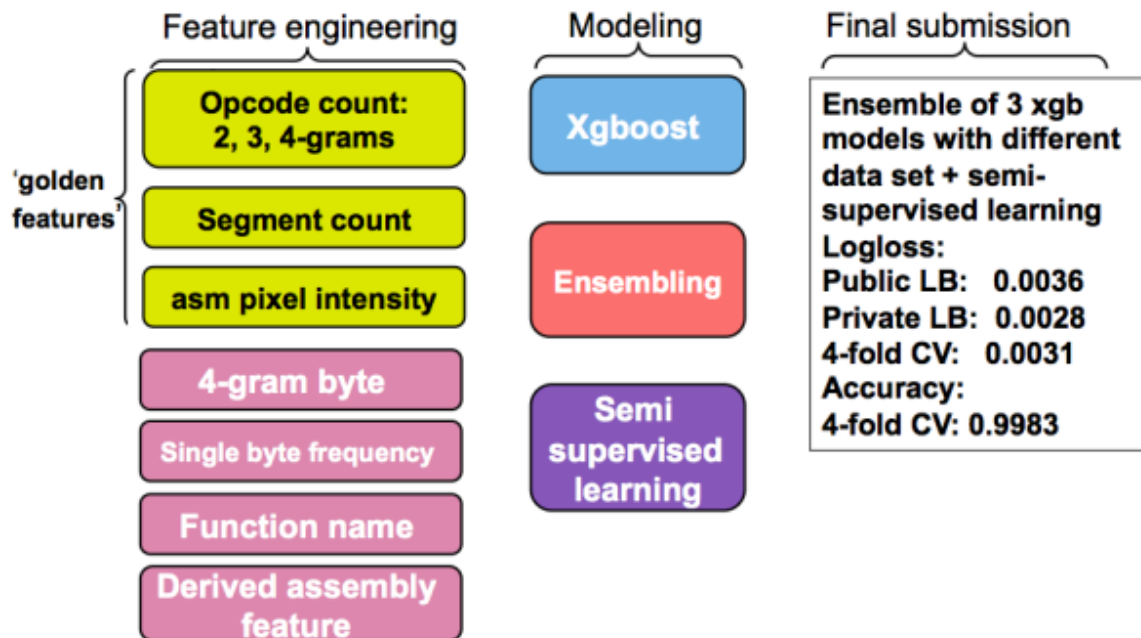 Feature engineering
Modeling
Final submission
'golden
features'
Opcode count:
2, 3, 4-grams
Segment count
asm pixel intensity
4-gram byte
Single byte frequency
Function name
Derived assembly
feature
Xgboost
Ensembling
Semi
supervised
learning
Ensemble of 3 xgb
models with different
data set + semi-
supervised learning
Logloss:
Public LB: 0.0036
Private LB: 0.0028
4-fold CV: 0.0031
Accuracy:
4-fold CV: 0.9983